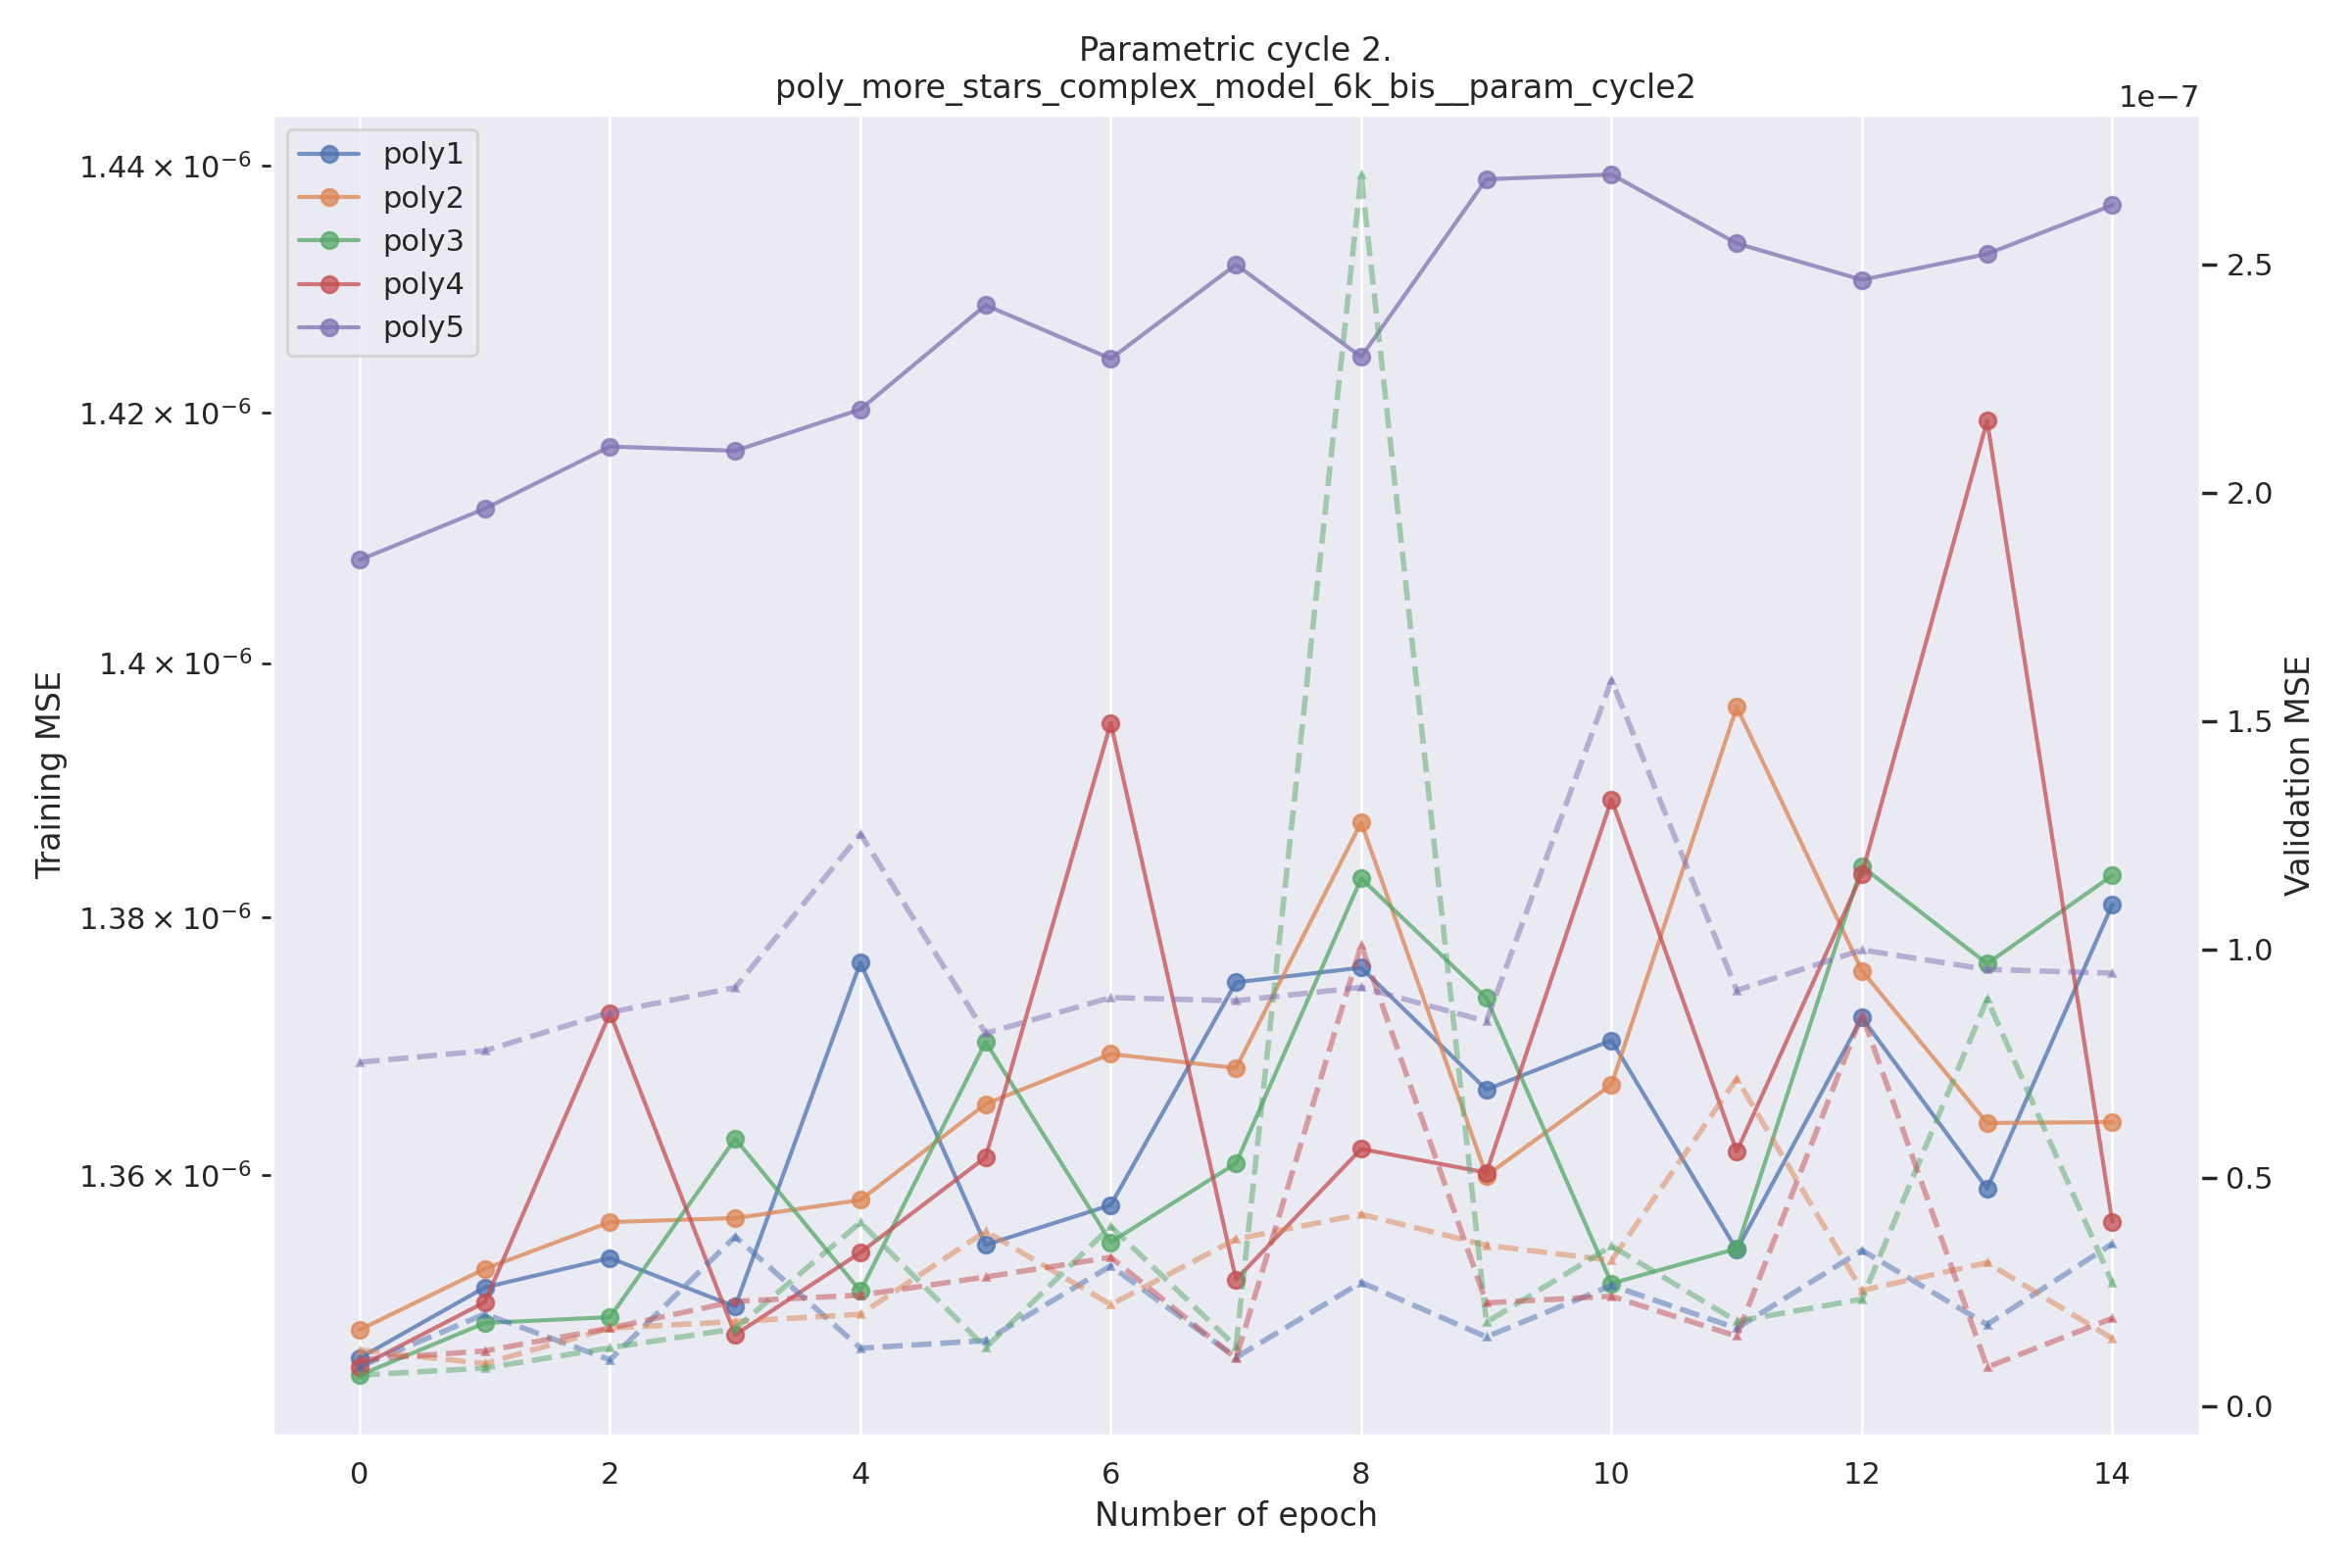 Parametric cycle 2.
poly_more_stars_complex_model_6k_bis__param_cycle2
1e−7
poly1
poly2
poly3
poly4
poly5
1.44 × 10⁻⁶
1.42 × 10⁻⁶
1.4 × 10⁻⁶
1.38 × 10⁻⁶
1.36 × 10⁻⁶
Training MSE
2.5
2.0
1.5
1.0
0.5
0.0
Validation MSE
0 2 4 6 8 10 12 14
Number of epoch